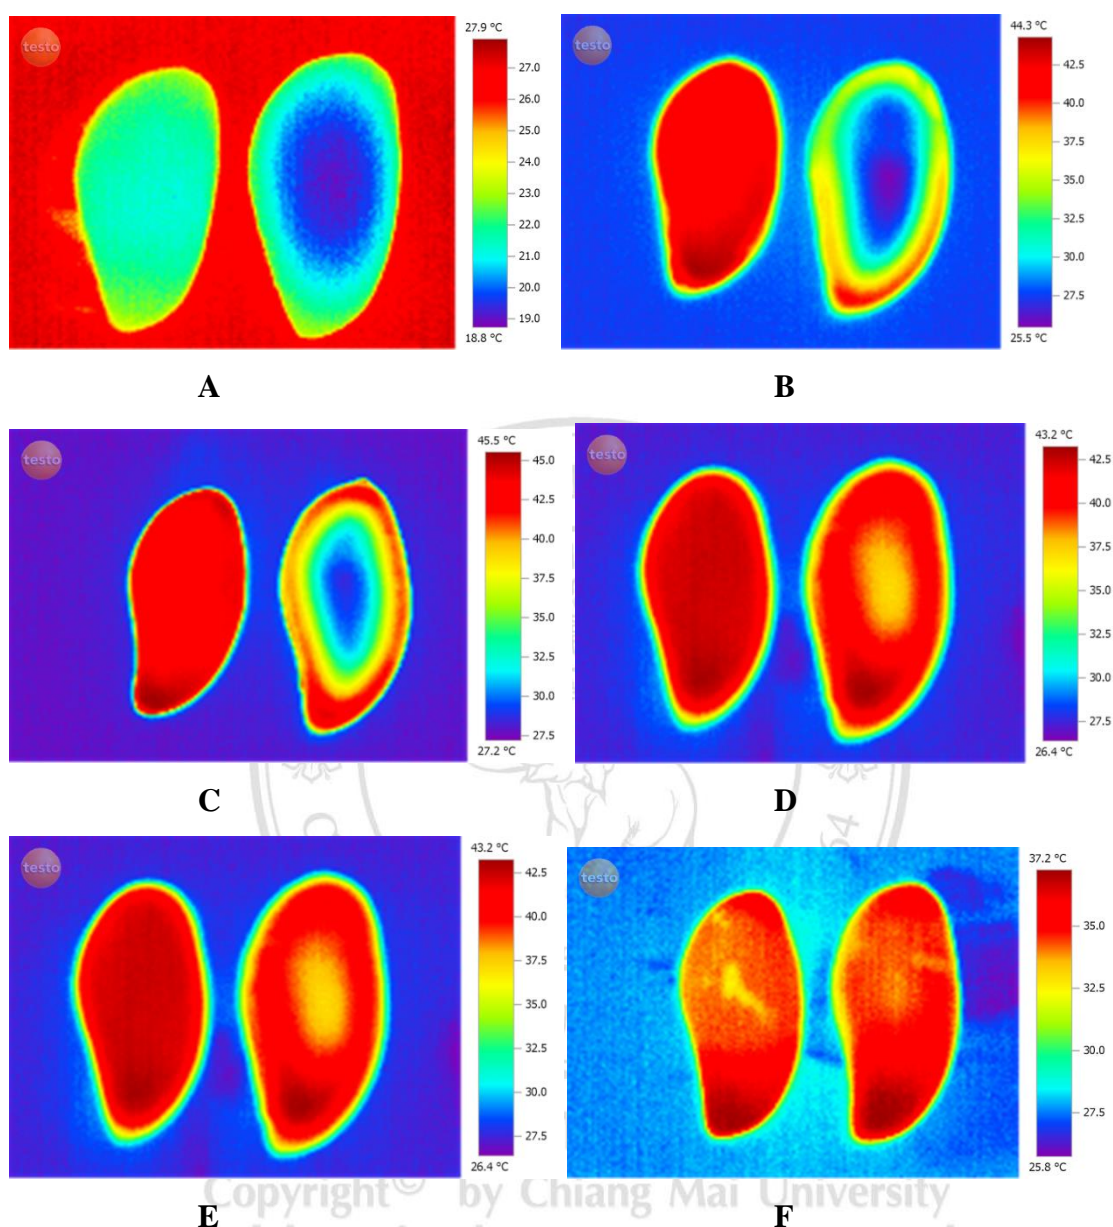 testo
27.9 °C
27.0
26.0
25.0
24.0
23.0
22.0
21.0
20.0
19.0
18.8 °C
A
testo
44.3 °C
42.5
40.0
37.5
35.0
32.5
30.0
27.5
25.5 °C
B
testo
45.5 °C
45.0
42.5
40.0
37.5
35.0
32.5
30.0
27.5
27.2 °C
C
testo
43.2 °C
42.5
40.0
37.5
35.0
32.5
30.0
27.5
26.4 °C
D
testo
43.2 °C
42.5
40.0
37.5
35.0
32.5
30.0
27.5
26.4 °C
E
testo
37.2 °C
35.0
32.5
30.0
27.5
25.8 °C
F
64
Copyright© by Chiang Mai University